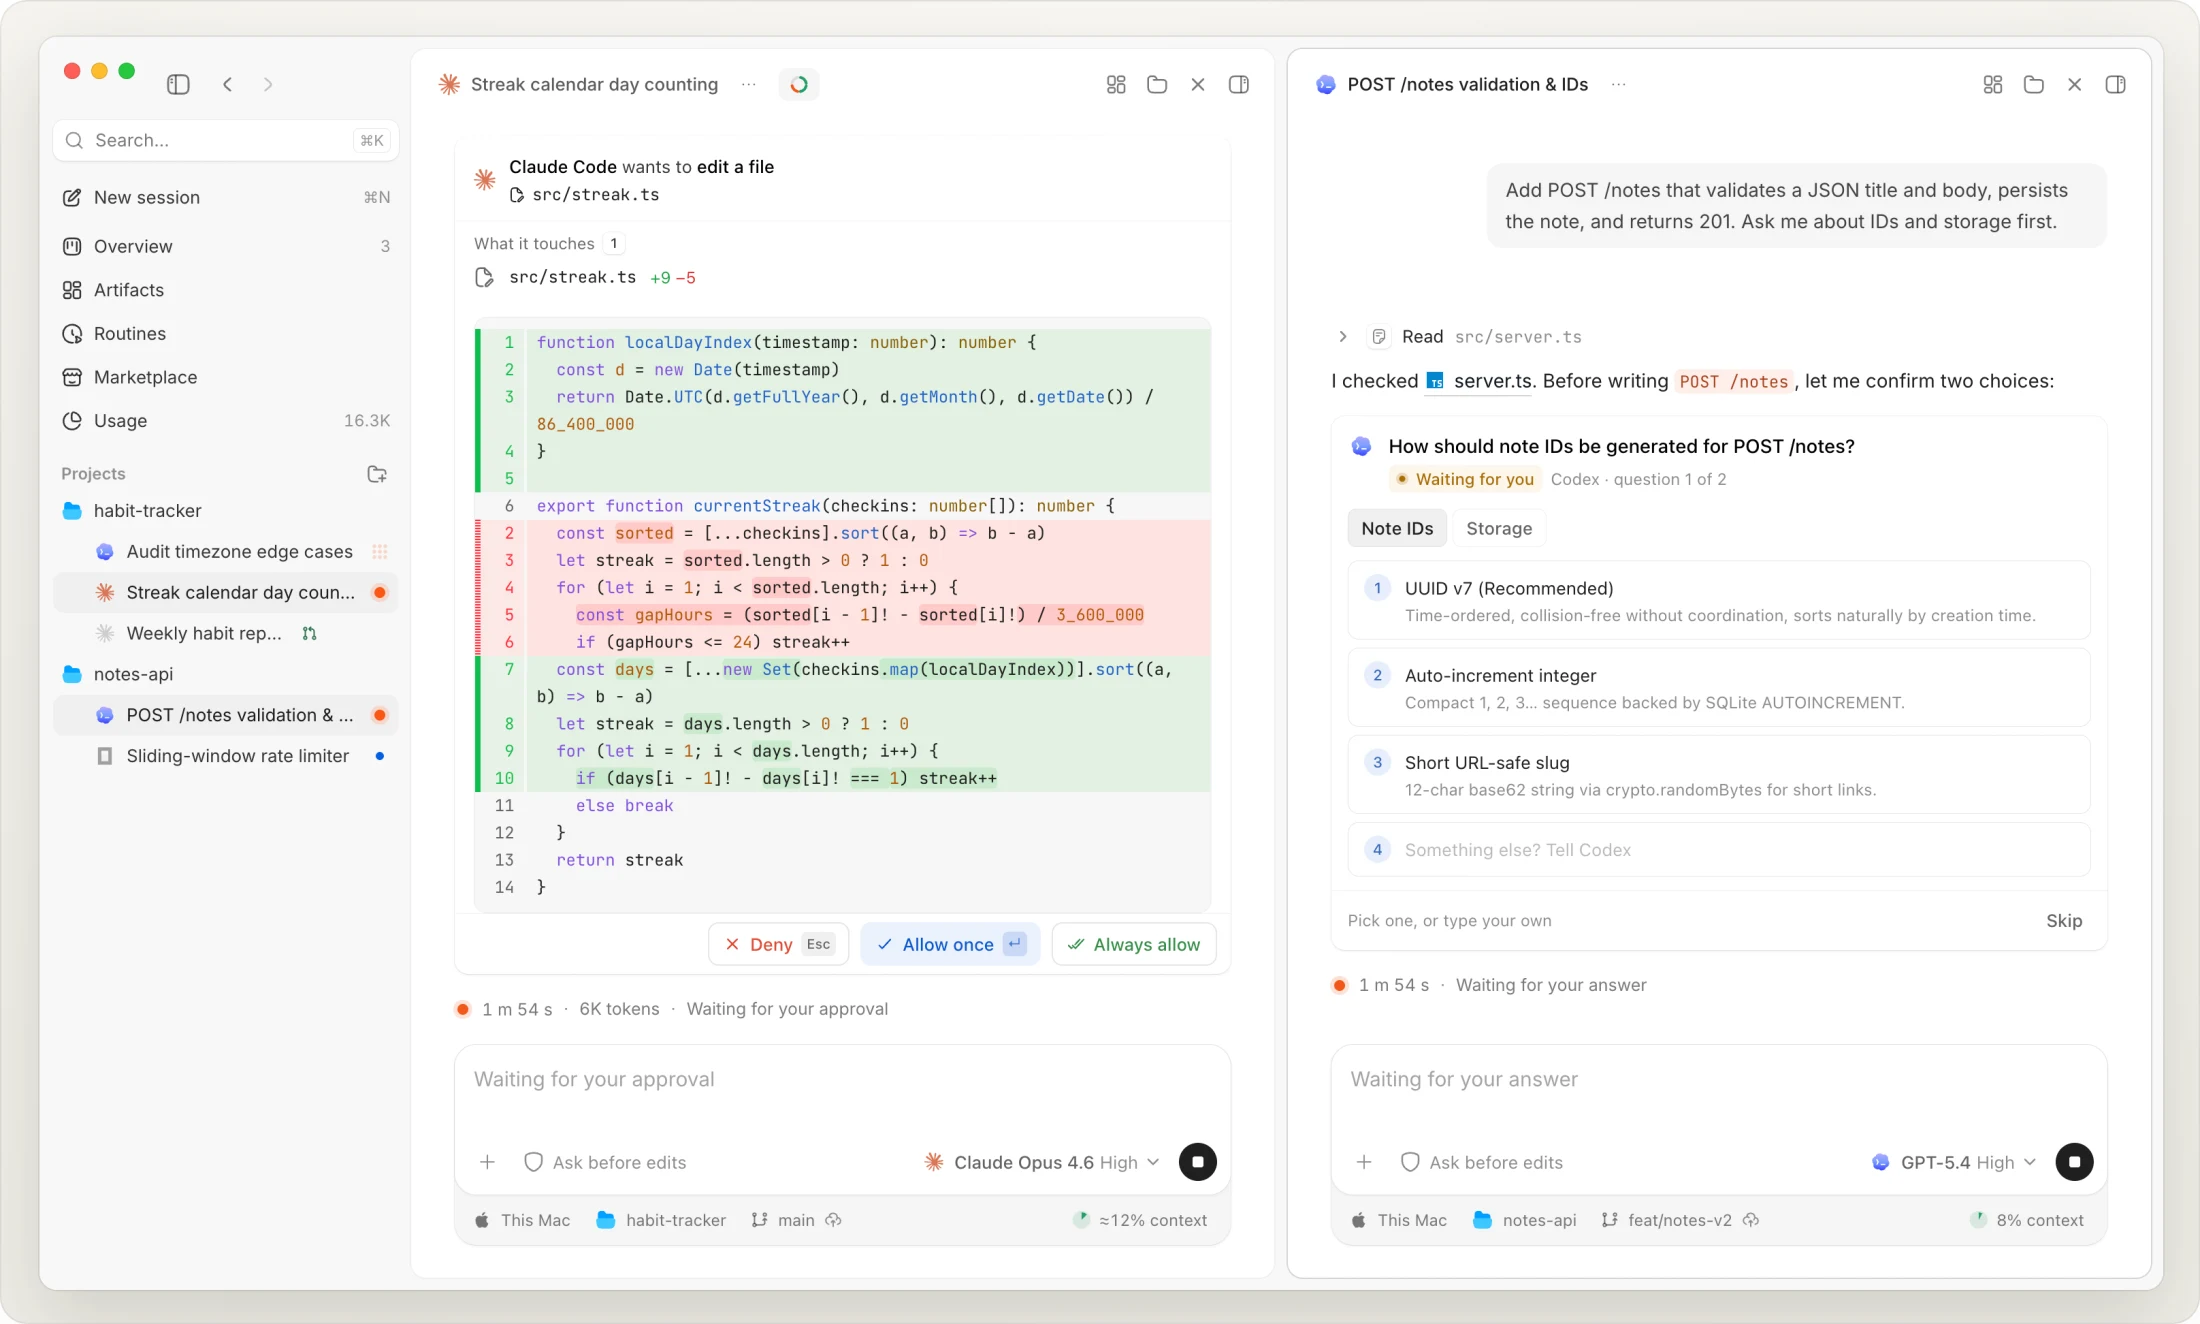 Search...
⌘K
New session
⌘N
Overview
3
Artifacts
Routines
Marketplace
Usage
16.3K
Projects
habit-tracker
Audit timezone edge cases
Streak calendar day coun...
Weekly habit rep...
notes-api
POST /notes validation & ...
Sliding-window rate limiter
Streak calendar day counting
Claude Code wants to edit a file
src/streak.ts
What it touches 1
src/streak.ts +9 −5
1 function localDayIndex(timestamp: number): number {
2 const d = new Date(timestamp)
3 return Date.UTC(d.getFullYear(), d.getMonth(), d.getDate()) /
86_400_000
4 }
5
6 export function currentStreak(checkins: number[]): number {
2 const sorted = [...checkins].sort((a, b) => b - a)
3 let streak = sorted.length > 0 ? 1 : 0
4 for (let i = 1; i < sorted.length; i++) {
5 const gapHours = (sorted[i - 1]! - sorted[i]!) / 3_600_000
6 if (gapHours <= 24) streak++
7 const days = [...new Set(checkins.map(localDayIndex))].sort((a,
b) => b - a)
8 let streak = days.length > 0 ? 1 : 0
9 for (let i = 1; i < days.length; i++) {
10 if (days[i - 1]! - days[i]! === 1) streak++
11 else break
12 }
13 return streak
14 }
Deny Esc
Allow once ↵
Always allow
1 m 54 s · 6K tokens · Waiting for your approval
Waiting for your approval
Ask before edits
Claude Opus 4.6 High
This Mac
habit-tracker
main
≈12% context
POST /notes validation & IDs
Add POST /notes that validates a JSON title and body, persists
the note, and returns 201. Ask me about IDs and storage first.
Read src/server.ts
I checked TS server.ts. Before writing POST /notes, let me confirm two choices:
How should note IDs be generated for POST /notes?
Waiting for you Codex · question 1 of 2
Note IDs
Storage
1 UUID v7 (Recommended)
Time-ordered, collision-free without coordination, sorts naturally by creation time.
2 Auto-increment integer
Compact 1, 2, 3... sequence backed by SQLite AUTOINCREMENT.
3 Short URL-safe slug
12-char base62 string via crypto.randomBytes for short links.
4 Something else? Tell Codex
Pick one, or type your own
Skip
1 m 54 s · Waiting for your answer
Waiting for your answer
Ask before edits
GPT-5.4 High
This Mac
notes-api
feat/notes-v2
8% context